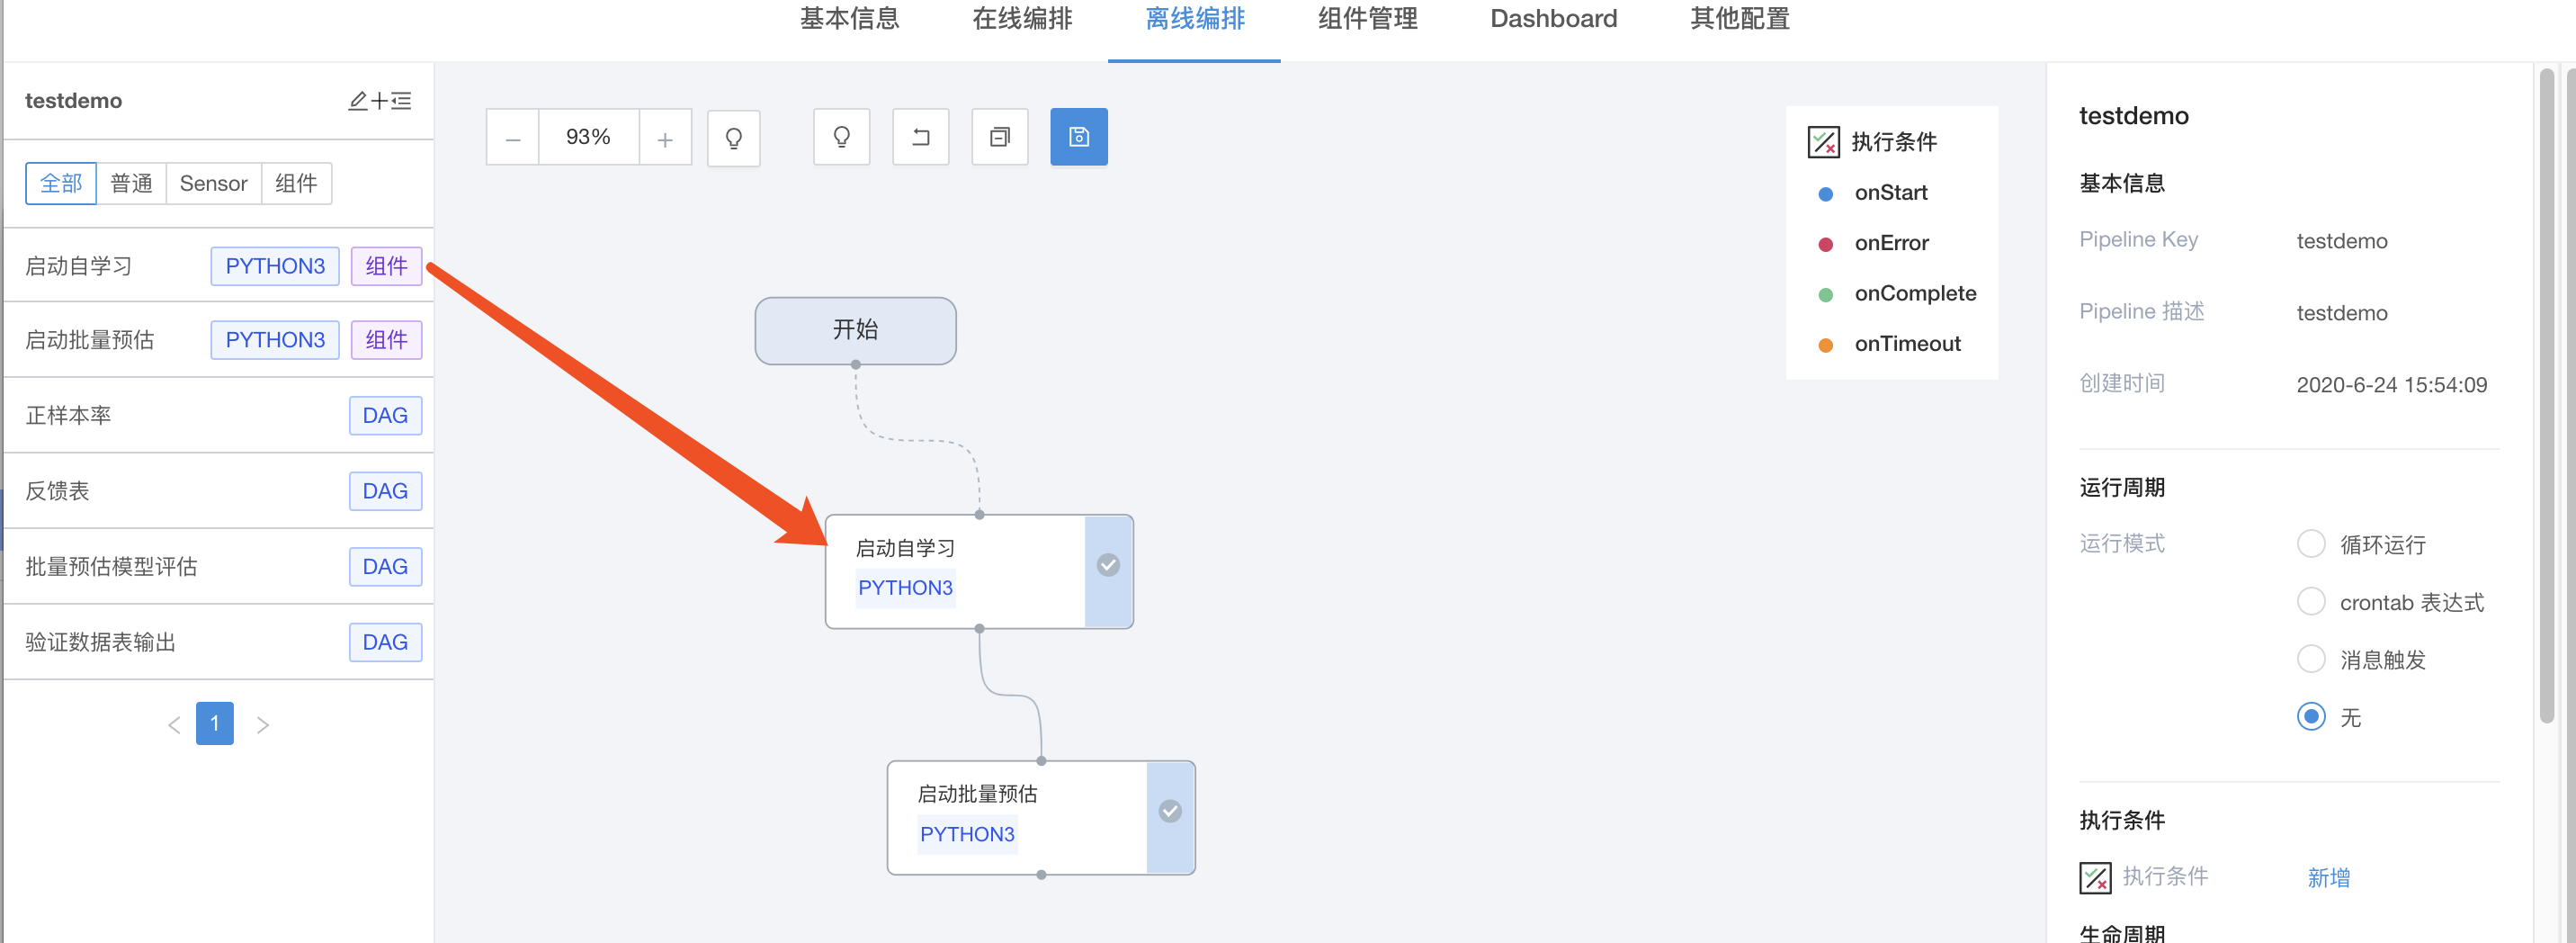 基本信息 在线编排 离线编排 组件管理 Dashboard 其他配置
testdemo
全部 普通 Sensor 组件
启动自学习 PYTHON3 组件
启动批量预估 PYTHON3 组件
正样本率 DAG
反馈表 DAG
批量预估模型评估 DAG
验证数据表输出 DAG
1
93%
开始
启动自学习
PYTHON3
启动批量预估
PYTHON3
执行条件
onStart
onError
onComplete
onTimeout
testdemo
基本信息
Pipeline Key testdemo
Pipeline 描述 testdemo
创建时间 2020-6-24 15:54:09
运行周期
运行模式 循环运行
crontab 表达式
消息触发
无
执行条件
执行条件 新增
生命周期